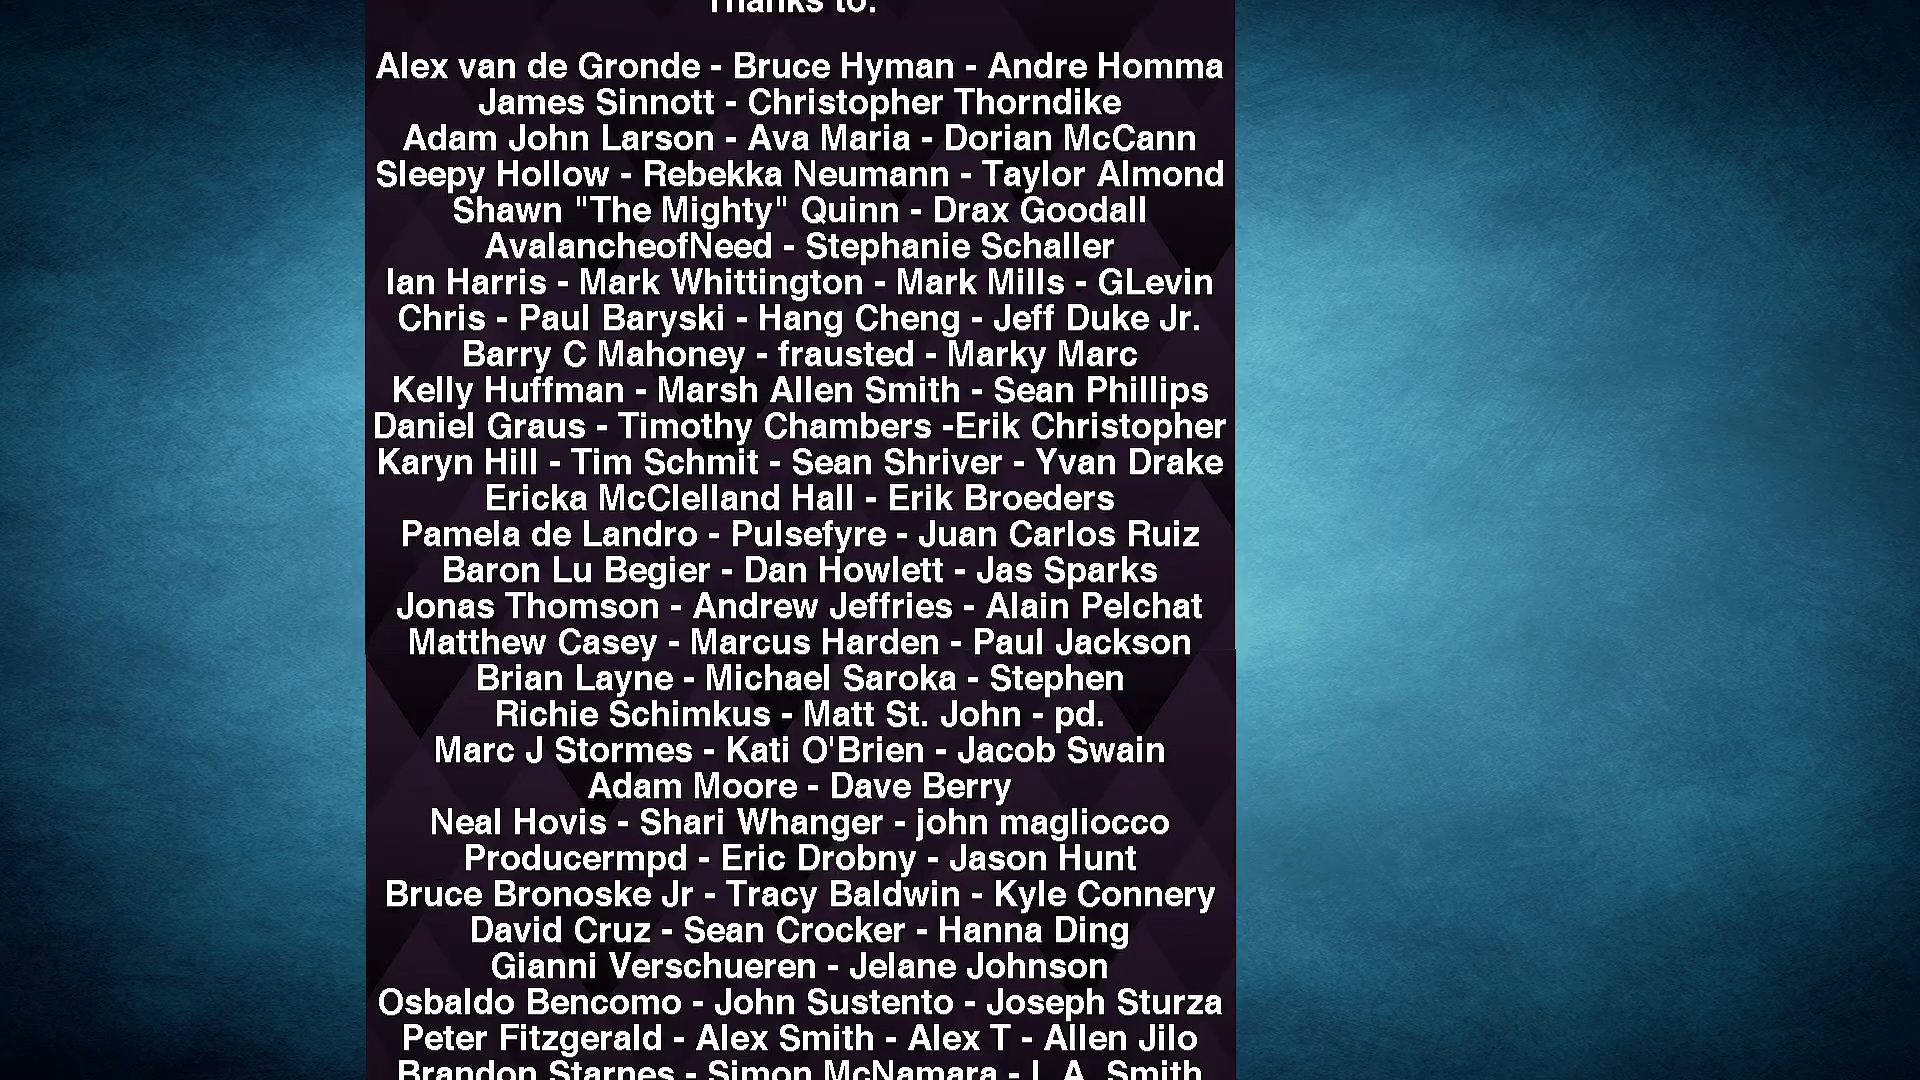 Thanks to:
Alex van de Gronde - Bruce Hyman - Andre Homma
James Sinnott - Christopher Thorndike
Adam John Larson - Ava Maria - Dorian McCann
Sleepy Hollow - Rebekka Neumann - Taylor Almond
Shawn "The Mighty" Quinn - Drax Goodall
AvalancheofNeed - Stephanie Schaller
Ian Harris - Mark Whittington - Mark Mills - GLevin
Chris - Paul Baryski - Hang Cheng - Jeff Duke Jr.
Barry C Mahoney - frausted - Marky Marc
Kelly Huffman - Marsh Allen Smith - Sean Phillips
Daniel Graus - Timothy Chambers -Erik Christopher
Karyn Hill - Tim Schmit - Sean Shriver - Yvan Drake
Ericka McClelland Hall - Erik Broeders
Pamela de Landro - Pulsefyre - Juan Carlos Ruiz
Baron Lu Begier - Dan Howlett - Jas Sparks
Jonas Thomson - Andrew Jeffries - Alain Pelchat
Matthew Casey - Marcus Harden - Paul Jackson
Brian Layne - Michael Saroka - Stephen
Richie Schimkus - Matt St. John - pd.
Marc J Stormes - Kati O'Brien - Jacob Swain
Adam Moore - Dave Berry
Neal Hovis - Shari Whanger - john magliocco
Producermpd - Eric Drobny - Jason Hunt
Bruce Bronoske Jr - Tracy Baldwin - Kyle Connery
David Cruz - Sean Crocker - Hanna Ding
Gianni Verschueren - Jelane Johnson
Osbaldo Bencomo - John Sustento - Joseph Sturza
Peter Fitzgerald - Alex Smith - Alex T - Allen Jilo
Brandon Starnes - Simon McNamara - L.A. Smith